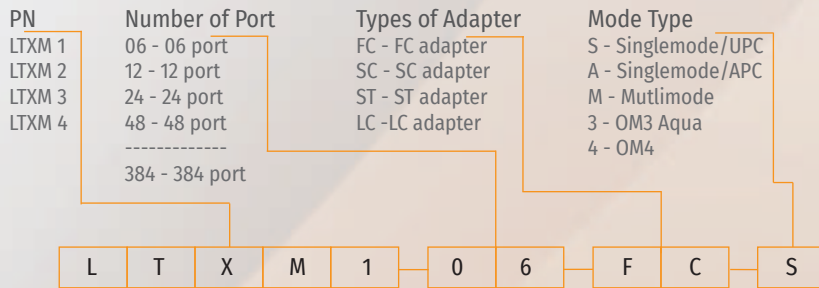 PN Number of Port Types of Adapter Mode Type
LTXM 1 06 - 06 port FC - FC adapter S - Singlemode/UPC
LTXM 2 12 - 12 port SC - SC adapter A - Singlemode/APC
LTXM 3 24 - 24 port ST - ST adapter M - Mutlimode
LTXM 4 48 - 48 port LC -LC adapter 3 - OM3 Aqua
------------- 4 - OM4
384 - 384 port
L T X M 1 - 0 6 - F C - S